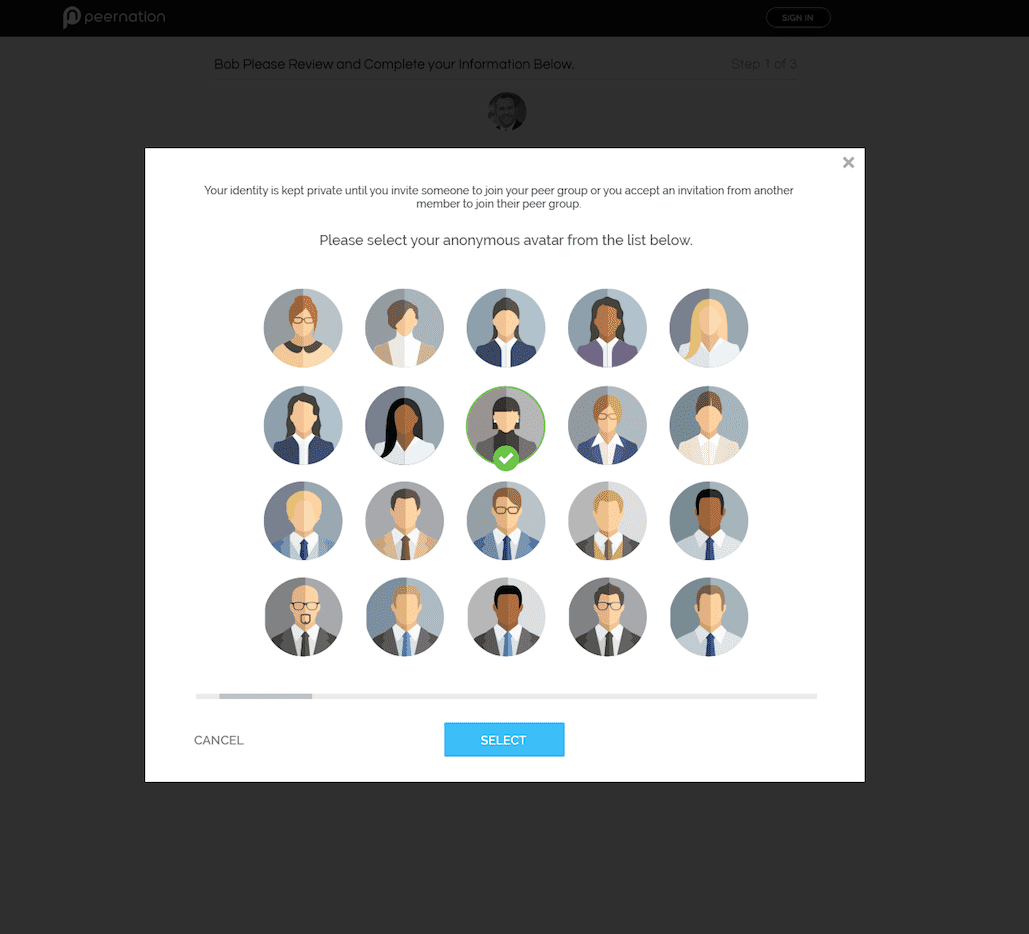 peernation
SIGN IN
Bob Please Review and Complete your Information Below.
Step 1 of 3
Your identity is kept private until you invite someone to join your peer group or you accept an invitation from another
member to join their peer group.
Please select your anonymous avatar from the list below.
CANCEL
SELECT